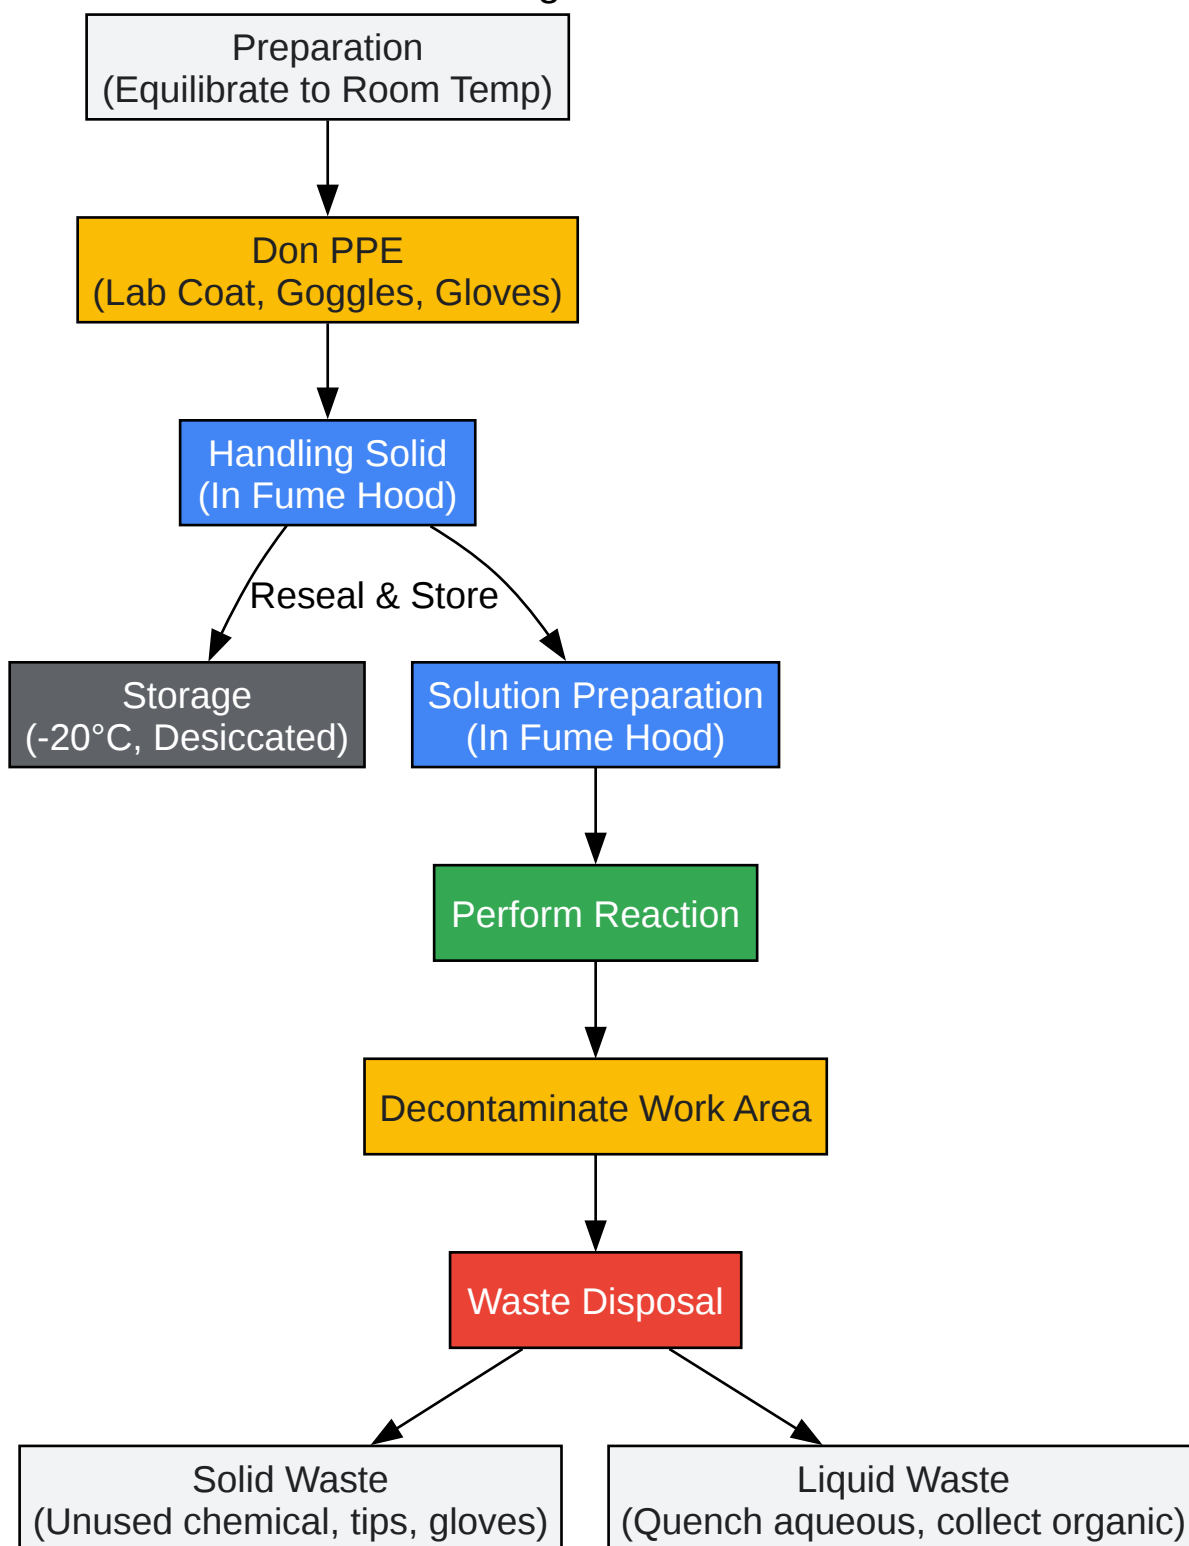 Preparation
(Equilibrate to Room Temp)
Don PPE
(Lab Coat, Goggles, Gloves)
Handling Solid
(In Fume Hood)
Reseal & Store
Storage
(-20°C, Desiccated)
Solution Preparation
(In Fume Hood)
Perform Reaction
Decontaminate Work Area
Waste Disposal
Solid Waste
(Unused chemical, tips, gloves)
Liquid Waste
(Quench aqueous, collect organic)